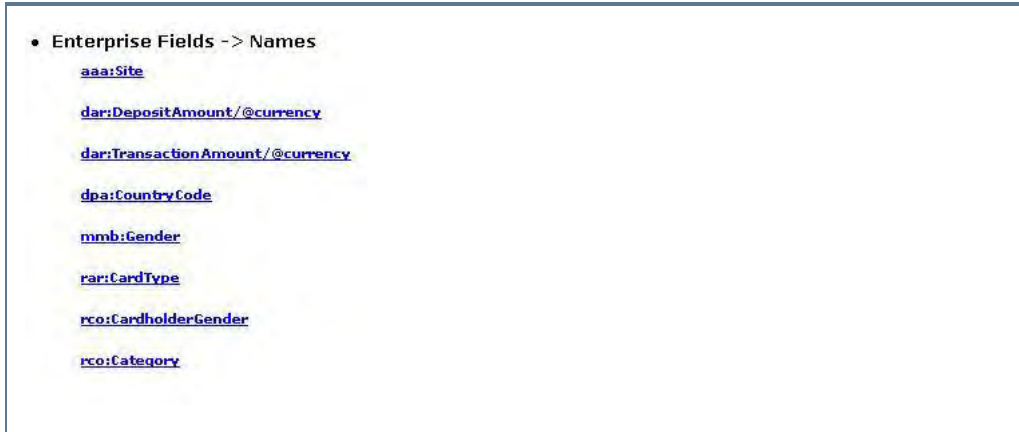 • Enterprise Fields -> Names
aaa:Site
dar:DepositAmount/@currency
dar:TransactionAmount/@currency
dpa:CountryCode
mmb:Gender
rar:CardType
rco:CardholderGender
rco:Category